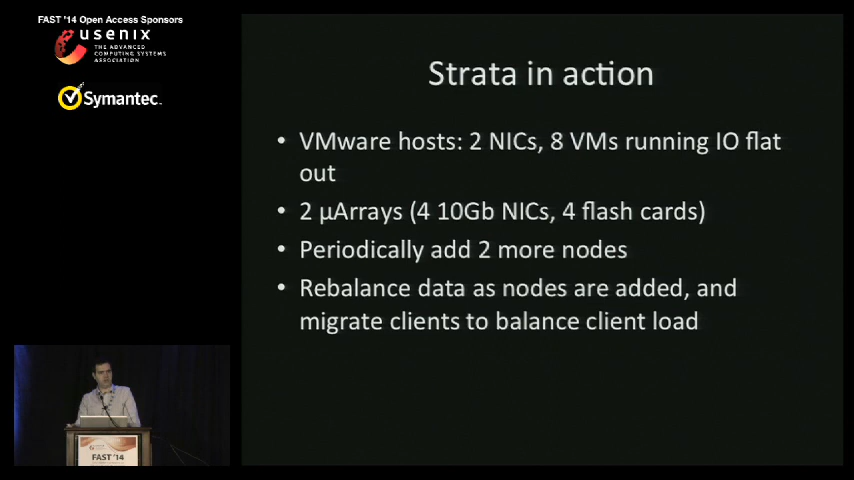 FAST '14 Open Access Sponsors
usenix
THE ADVANCED
COMPUTING SYSTEMS
ASSOCIATION
Symantec.
Strata in action
• VMware hosts: 2 NICs, 8 VMs running IO flat
out
• 2 µArrays (4 10Gb NICs, 4 flash cards)
• Periodically add 2 more nodes
• Rebalance data as nodes are added, and
migrate clients to balance client load
FAST '14